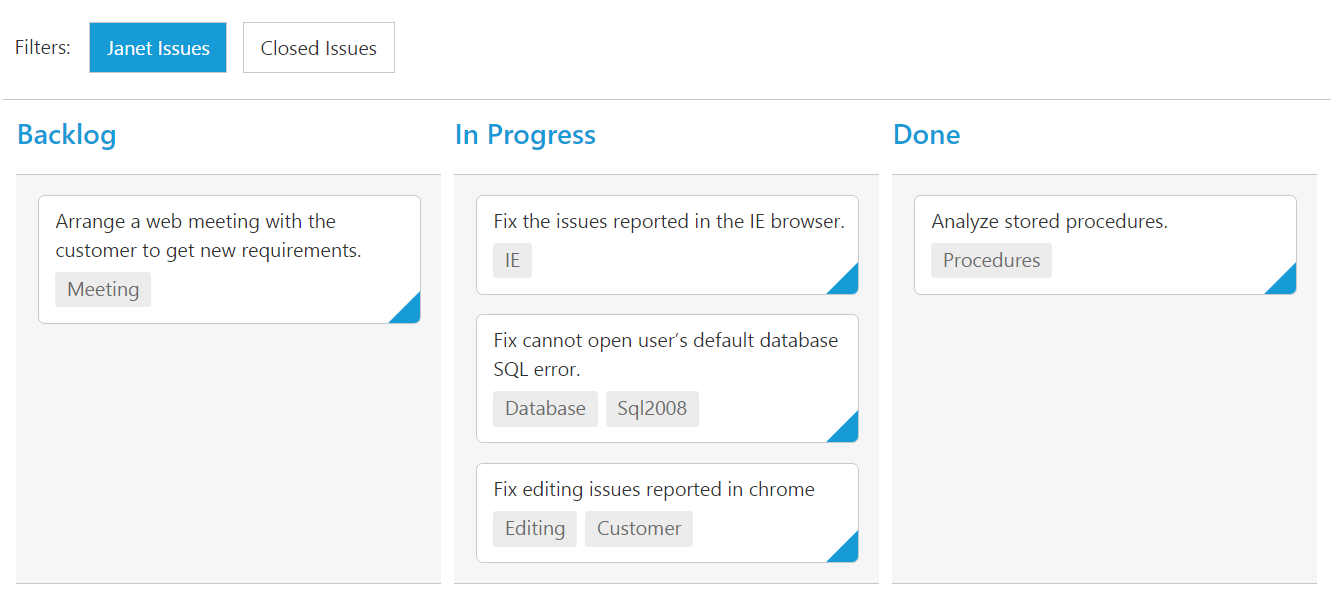 Filters: Janet Issues Closed Issues
Backlog
Arrange a web meeting with the
customer to get new requirements.
Meeting
In Progress
Fix the issues reported in the IE browser.
IE
Fix cannot open user’s default database
SQL error.
Database Sql2008
Fix editing issues reported in chrome
Editing Customer
Done
Analyze stored procedures.
Procedures